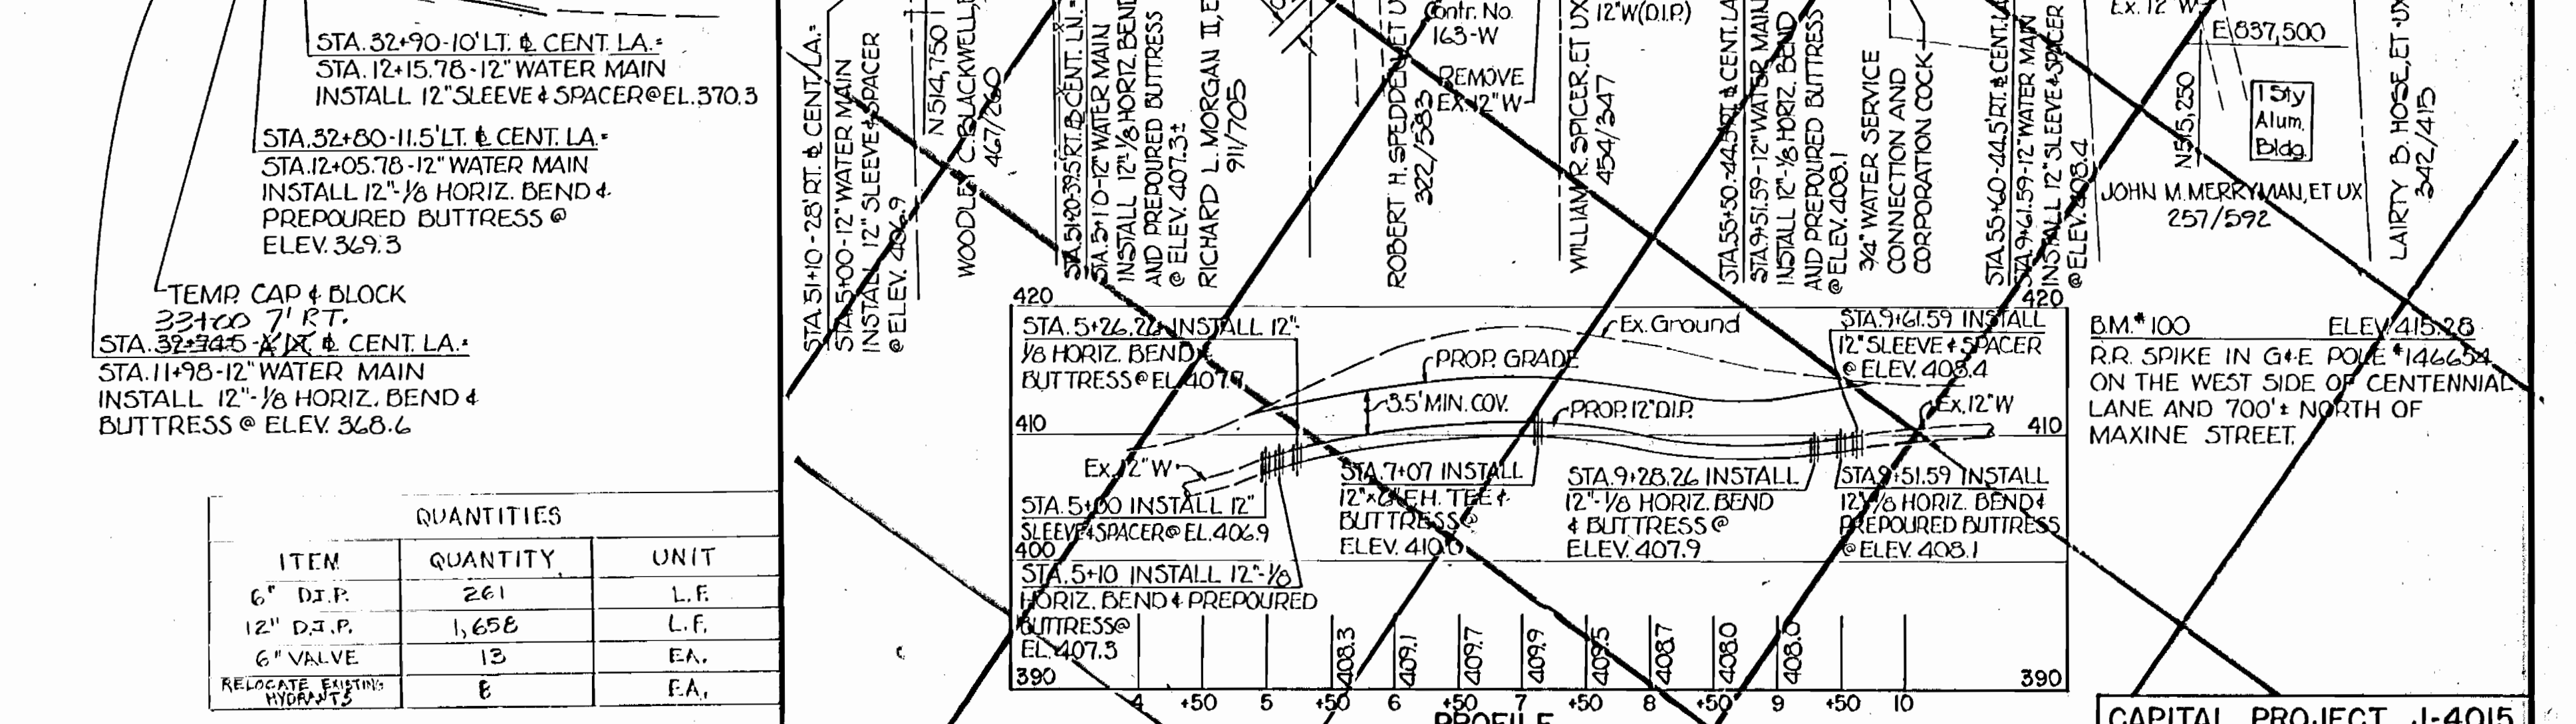 STA. 32+90-10' LT. ℄ CENT. LA.=
STA. 12+15.78-12" WATER MAIN
INSTALL 12" SLEEVE & SPACER @ EL. 370.3
STA. 32+80-11.5' LT. ℄ CENT. LA.=
STA. 12+05.78-12" WATER MAIN
INSTALL 12"-1/8 HORIZ. BEND &
PREPOURED BUTTRESS @
ELEV. 369.3
TEMP. CAP & BLOCK
33+00 7' RT.
℄ CENT. LA.=
STA. 11+98-12" WATER MAIN
INSTALL 12"-1/8 HORIZ. BEND &
BUTTRESS @ ELEV. 368.6
QUANTITIES
ITEM QUANTITY UNIT
6" D.I.P. 261 L.F.
12" D.I.P. 1,658 L.F.
6" VALVE 13 EA.
RELOCATE EXISTING
HYDRANTS 8 EA.
STA. 51+10-28' RT. ℄ CENT. LA.=
STA. 5+00-12" WATER MAIN
INSTALL 12" SLEEVE & SPACER
@ ELEV. 406.9
N 514,750
WOODLEY C. BLACKWELL,
467/260
STA. 51+20-39.5' RT. ℄ CENT. LN.=
STA. 5+10-12" WATER MAIN
INSTALL 12"-1/8 HORIZ. BEND
AND PREPOURED BUTTRESS
@ ELEV. 407.3±
RICHARD L. MORGAN III, E
911/705
Contr. No.
163-W
REMOVE
EX. 12" W
ROBERT H. SPEDDEN, ET U
322/583
12" W (D.I.P.)
WILLIAM R. SPICER, ET UX
454/347
STA. 55+50-44.5' RT. ℄ CENT. LA
STA. 9+51.59-12" WATER MAIN
INSTALL 12"-1/8 HORIZ. BEND
AND PREPOURED BUTTRESS
@ ELEV. 408.1
3/4" WATER SERVICE
CONNECTION AND
CORPORATION COCK
STA. 55+60-44.5' RT. ℄ CENT. LA
STA. 9+61.59-12" WATER MAIN
INSTALL 12" SLEEVE & SPACER
@ ELEV. 408.4
Ex. 12" W
E 837,500
N 515,250
1 Sty
Alum.
Bldg.
JOHN M. MERRYMAN, ET UX
257/592
LAIRTY B. HOSE, ET-UX
342/415
420 420
STA. 5+26.26 INSTALL 12"-
1/8 HORIZ. BEND &
BUTTRESS @ EL. 407.7
Ex. Ground
PROP. GRADE
3.5' MIN. COV.
PROP. 12" D.I.P.
STA. 9+61.59 INSTALL
12" SLEEVE & SPACER
@ ELEV. 408.4
Ex. 12" W
410 410
Ex. 12" W
STA. 5+00 INSTALL 12"
SLEEVE & SPACER @ EL. 406.9
STA. 7+07 INSTALL
12" x 6" F.H. TEE &
BUTTRESS @
ELEV. 410.0
STA. 9+28.26 INSTALL
12"-1/8 HORIZ. BEND
& BUTTRESS @
ELEV. 407.9
STA. 9+51.59 INSTALL
12"-1/8 HORIZ. BEND &
PREPOURED BUTTRESS
@ ELEV. 408.1
400
STA. 5+10 INSTALL 12"-1/8
HORIZ. BEND & PREPOURED
BUTTRESS @
EL. 407.3
408.3 409.1 409.7 409.9 409.5 408.7 408.0 408.0
390 390
4 +50 5 +50 6 +50 7 +50 8 +50 9 +50 10
PROFILE
B.M. #100 ELEV. 415.28
R.R. SPIKE IN G&E POLE #146654
ON THE WEST SIDE OF CENTENNIAL
LANE AND 700'± NORTH OF
MAXINE STREET.
CAPITAL PROJECT J-4015